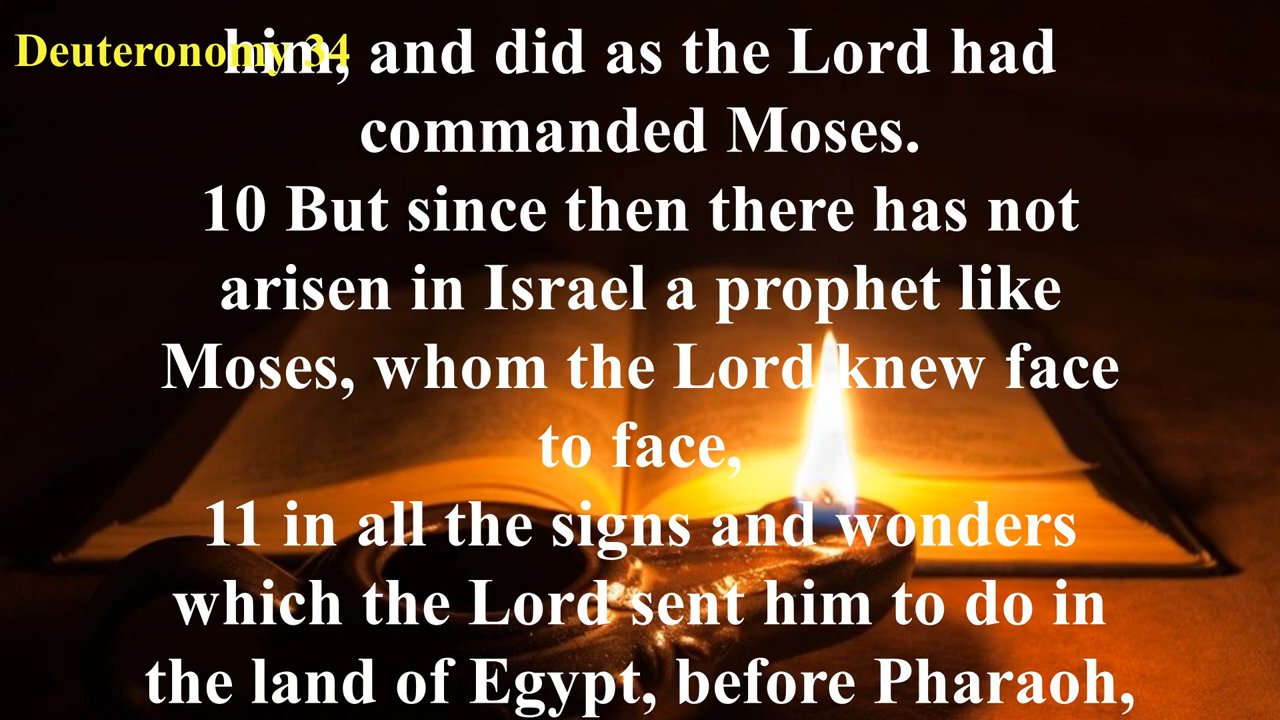 Deuteronomy 34
him, and did as the Lord had
commanded Moses.
10 But since then there has not
arisen in Israel a prophet like
Moses, whom the Lord knew face
to face,
11 in all the signs and wonders
which the Lord sent him to do in
the land of Egypt, before Pharaoh,